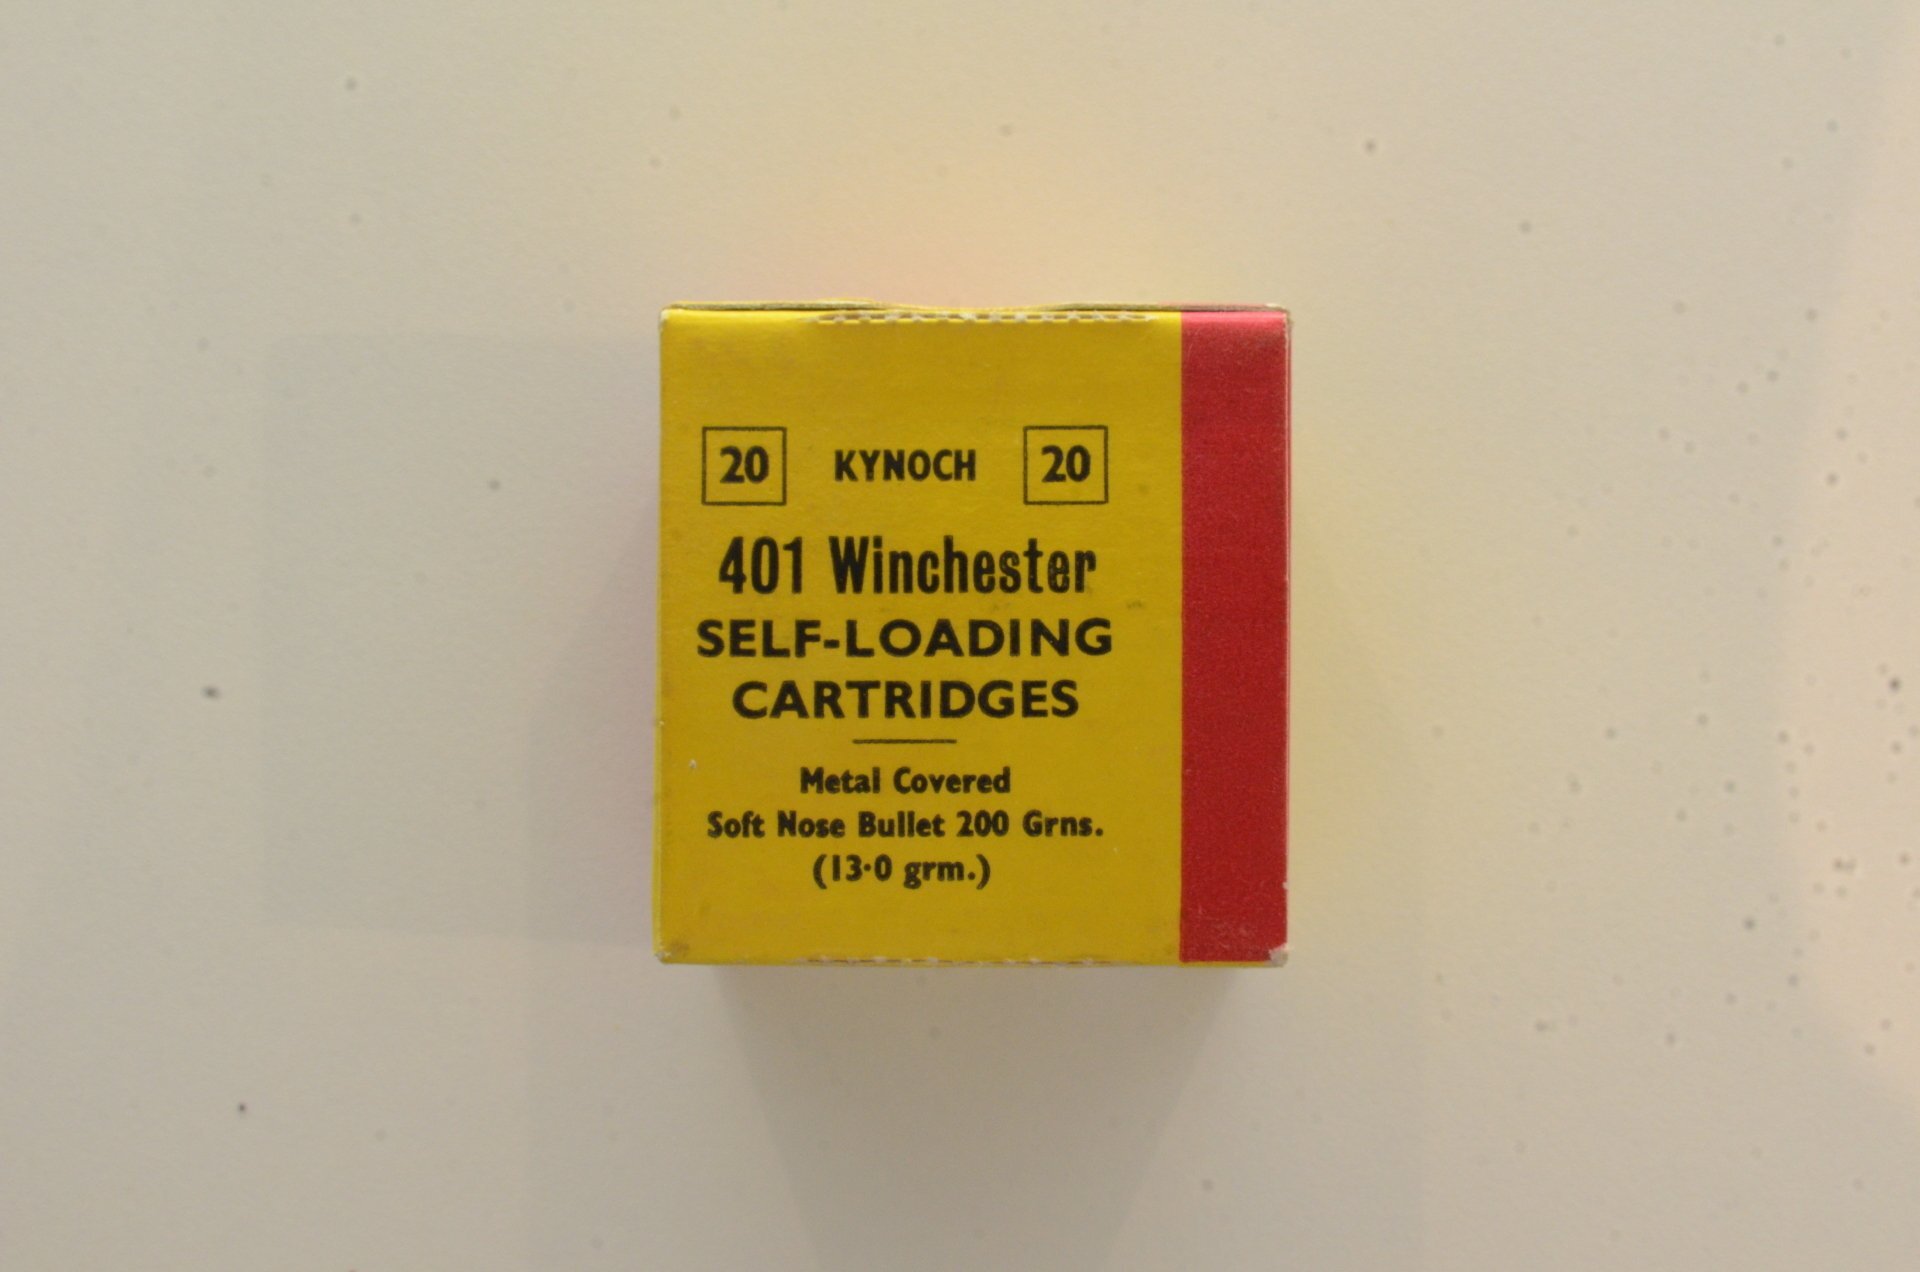 20 KYNOCH 20
401 Winchester
SELF-LOADING
CARTRIDGES
Metal Covered
Soft Nose Bullet 200 Grns.
(13·0 grm.)